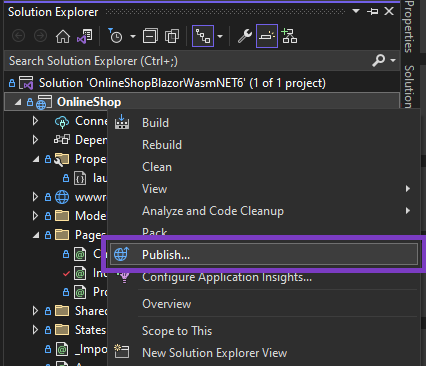 Solution Explorer
Search Solution Explorer (Ctrl+;)
Solution 'OnlineShopBlazorWasmNET6' (1 of 1 project)
OnlineShop
Conne
Build
Depen
Rebuild
Prope
Clean
lau
View
wwwr
Analyze and Code Cleanup
Mode
Pack
Pages
Publish...
Configure Application Insights...
Pro
Overview
Shared
States
Scope to This
_Impo
New Solution Explorer View
Properties
Solution